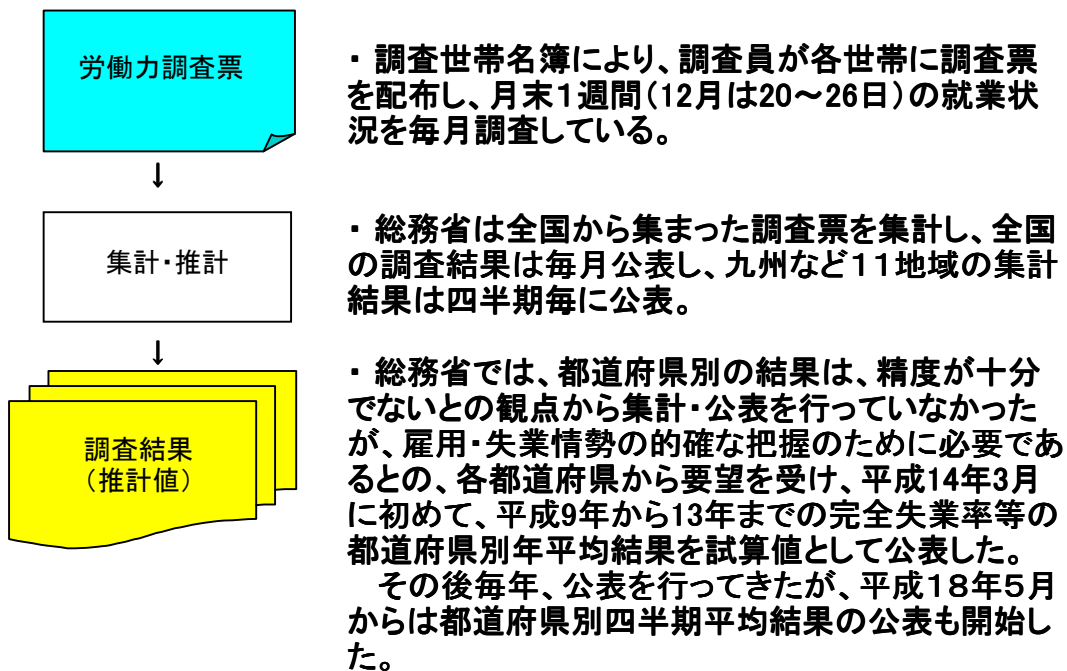 労働力調査票
・ 調査世帯名簿により、調査員が各世帯に調査票
を配布し、月末1週間(12月は20～26日)の就業状
況を毎月調査している。
↓
集計・推計
・ 総務省は全国から集まった調査票を集計し、全国
の調査結果は毎月公表し、九州など11地域の集計
結果は四半期毎に公表。
↓
調査結果
(推計値)
・ 総務省では、都道府県別の結果は、精度が十分
でないとの観点から集計・公表を行っていなかった
が、雇用・失業情勢の的確な把握のために必要であ
るとの、各都道府県から要望を受け、平成14年3月
に初めて、平成9年から13年までの完全失業率等の
都道府県別年平均結果を試算値として公表した。
　その後毎年、公表を行ってきたが、平成18年5月
からは都道府県別四半期平均結果の公表も開始し
た。